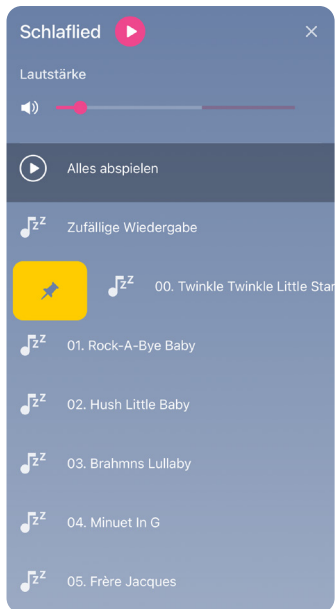 Schlaflied
Lautstärke
Alles abspielen
Zufällige Wiedergabe
00. Twinkle Twinkle Little Star
01. Rock-A-Bye Baby
02. Hush Little Baby
03. Brahmns Lullaby
04. Minuet In G
05. Frère Jacques